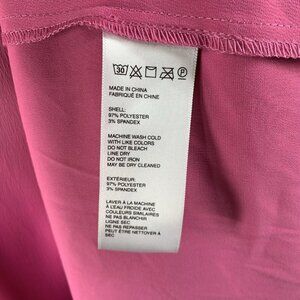 30 P
MADE IN CHINA
FABRIQUÉ EN CHINE
SHELL:
97% POLYESTER
3% SPANDEX
MACHINE WASH COLD
WITH LIKE COLORS
DO NOT BLEACH
LINE DRY
DO NOT IRON
MAY BE DRY CLEANED
EXTÉRIEUR:
97% POLYESTER
3% SPANDEX
LAVER À LA MACHINE
À L'EAU FROIDE AVEC
COULEURS SIMILAIRES
NE PAS BLANCHIR
LIGNE SEC
NE PAS REPASSER
PEUT ÊTRE NETTOYER À
SEC